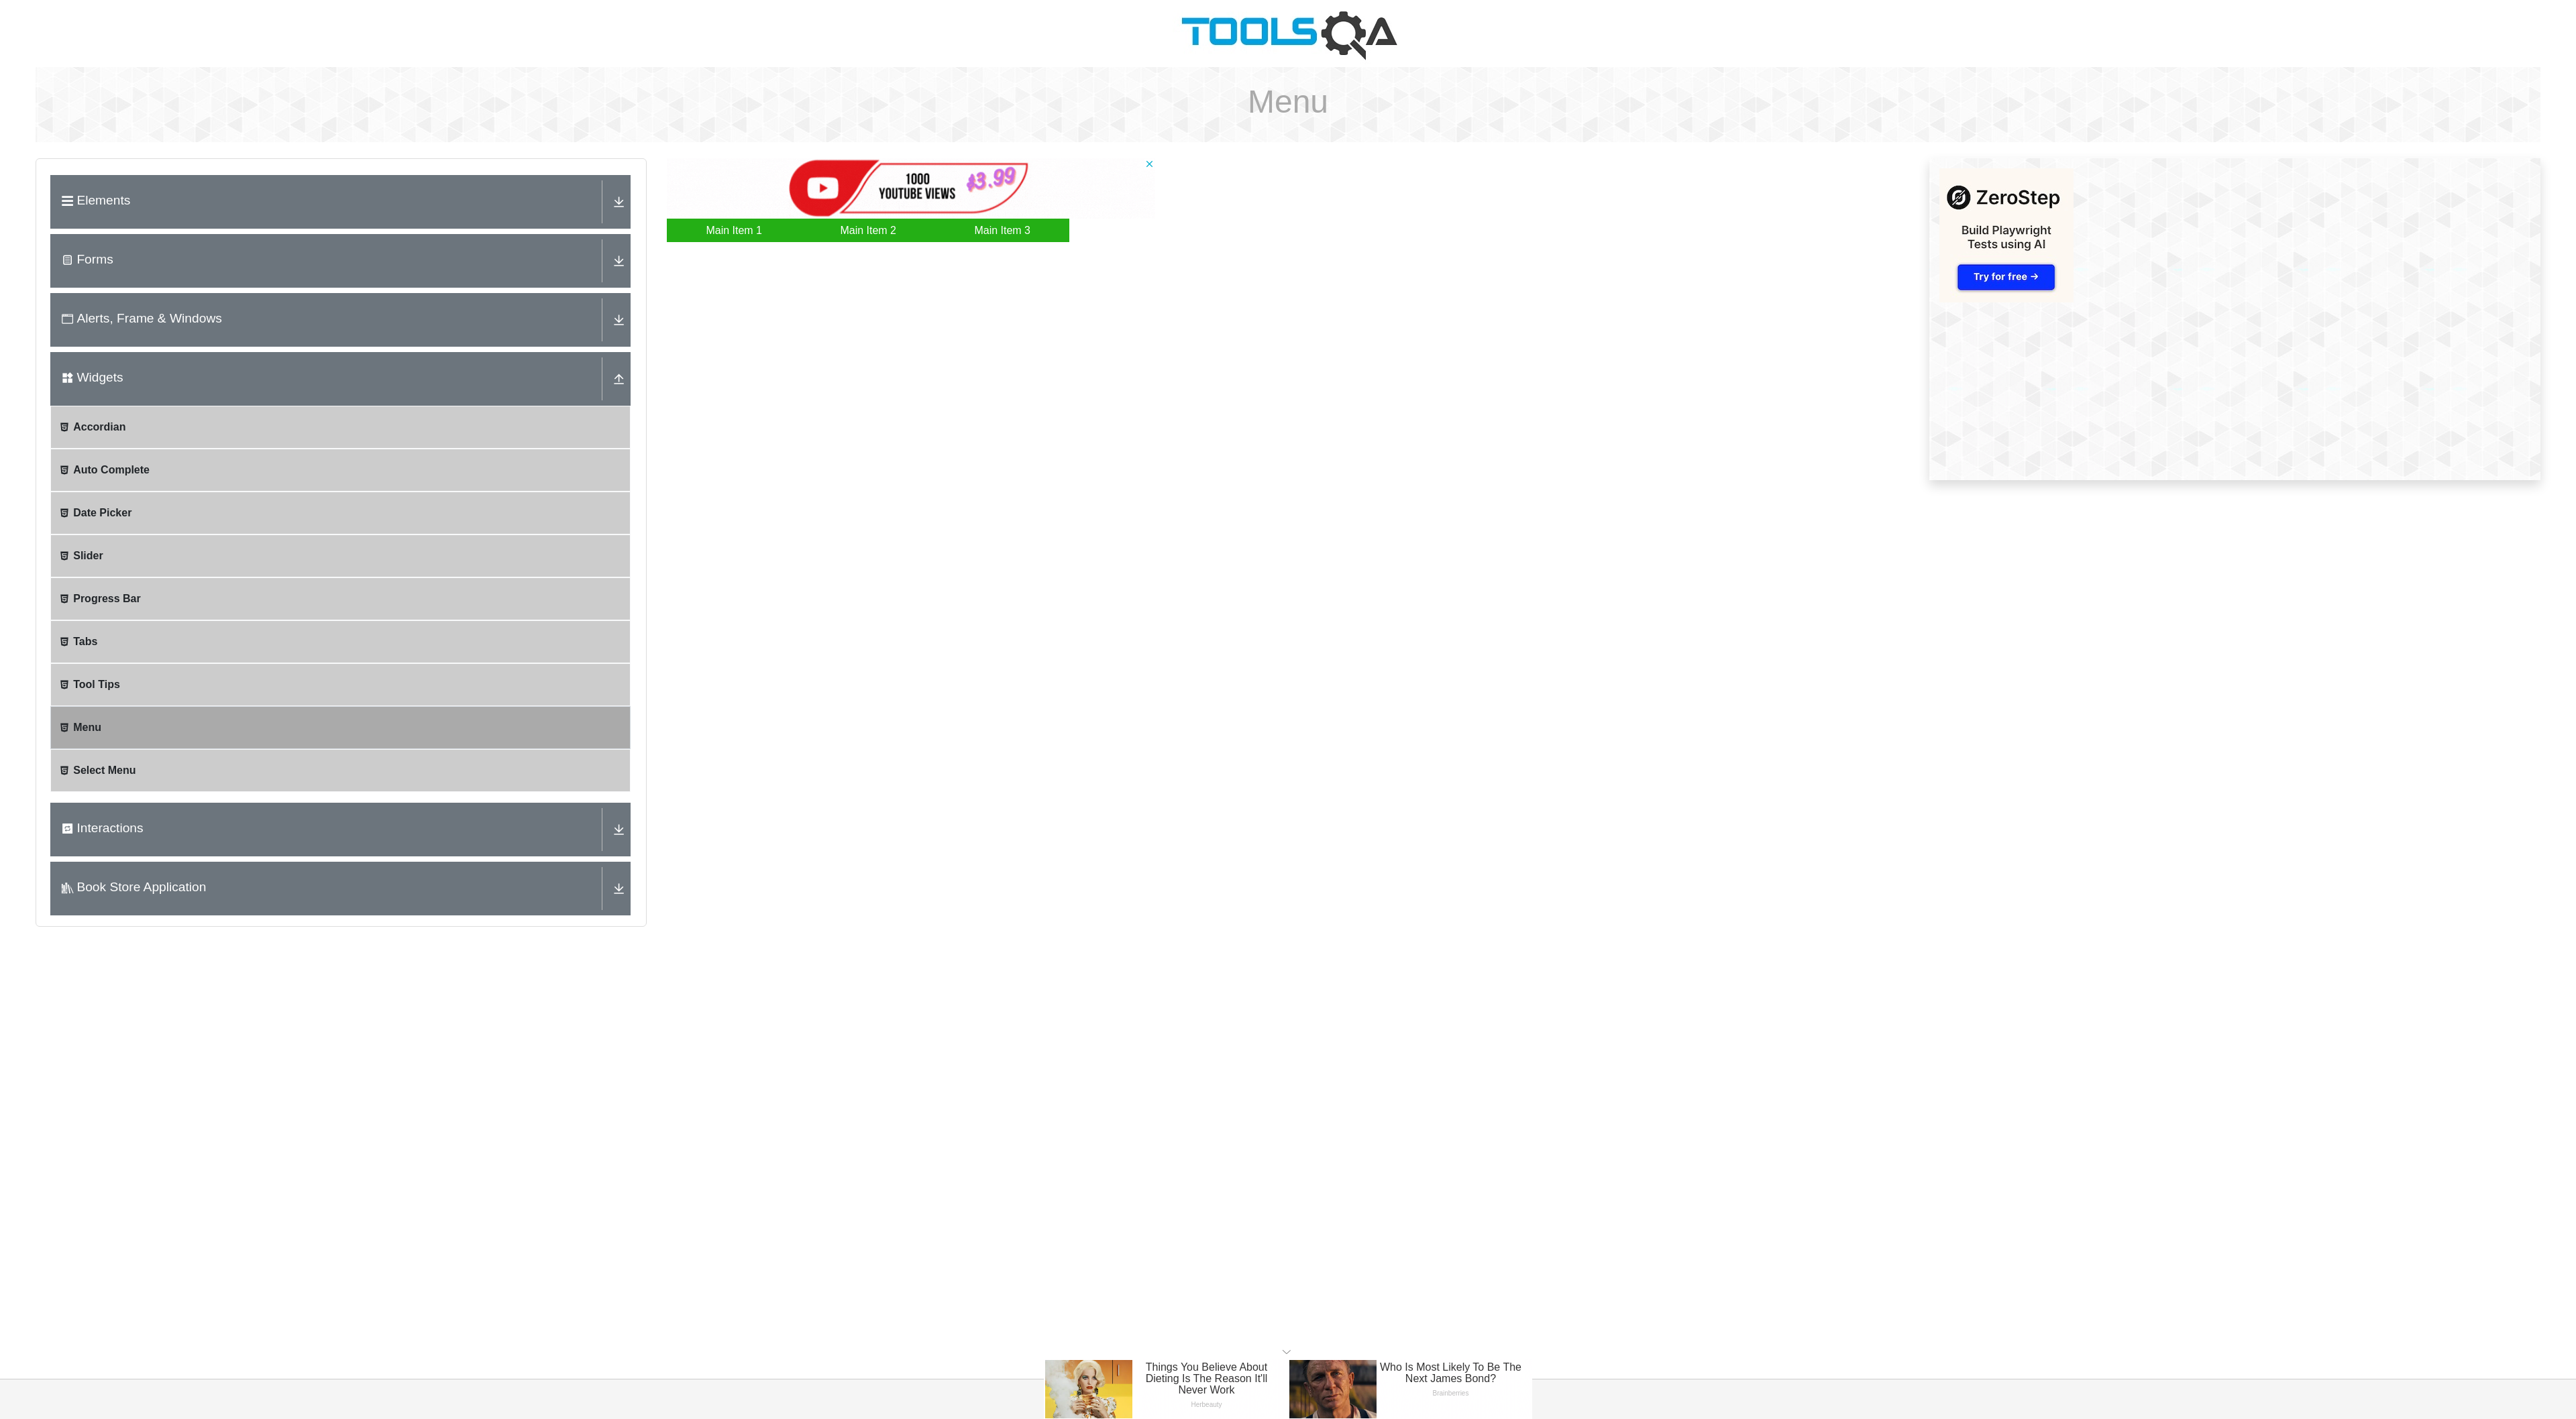 TOOLSQA
Menu
Elements
Forms
Alerts, Frame & Windows
Widgets
Accordian
Auto Complete
Date Picker
Slider
Progress Bar
Tabs
Tool Tips
Menu
Select Menu
Interactions
Book Store Application
1000
YOUTUBE VIEWS
$3.99
Main Item 1
Main Item 2
Main Item 3
ZeroStep
Build Playwright
Tests using AI
Try for free →
Things You Believe About
Dieting Is The Reason It'll
Never Work
Herbeauty
Who Is Most Likely To Be The
Next James Bond?
Brainberries